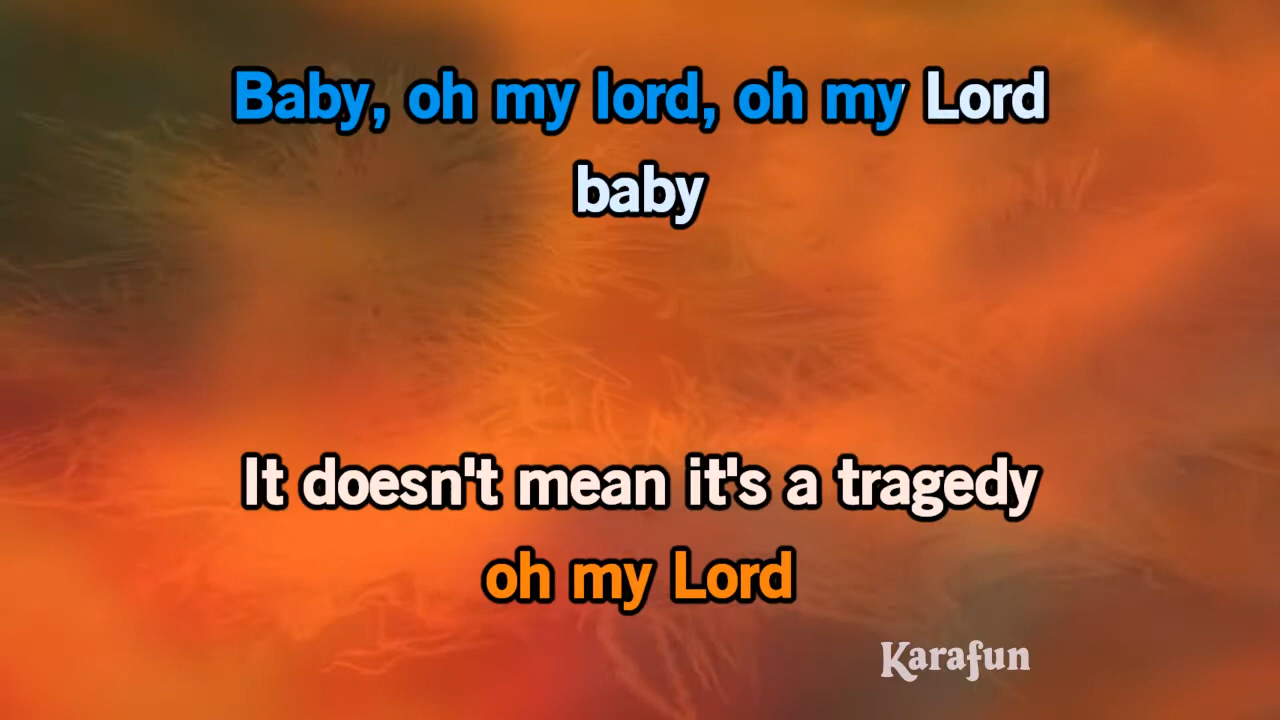 Baby, oh my lord, oh my Lord
baby
It doesn't mean it's a tragedy
oh my Lord
Karafun